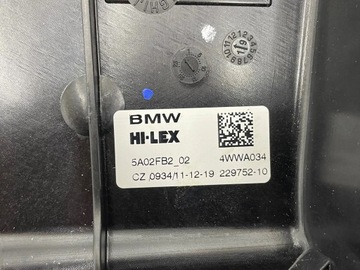 BMW
HI-LEX
5A02FB2_02 4WWA034
CZ 0934/11-12-19 229752-10